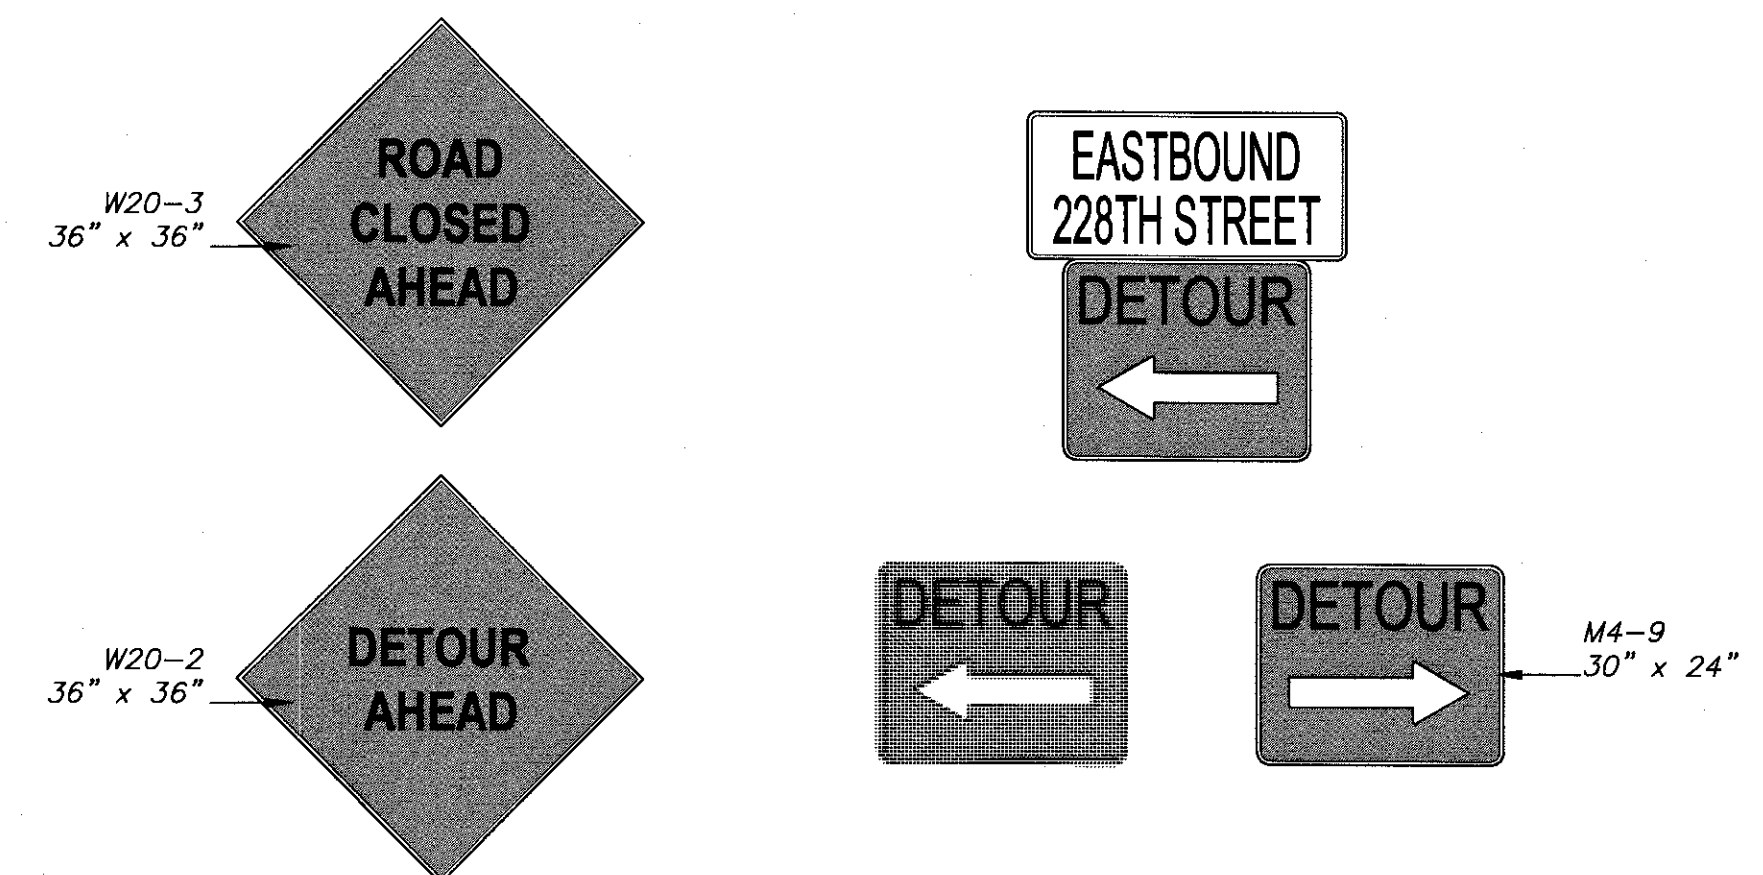 W20-3
36" x 36"
ROAD
CLOSED
AHEAD
EASTBOUND
228TH STREET
DETOUR
W20-2
36" x 36"
DETOUR
AHEAD
DETOUR
DETOUR
M4-9
30" x 24"